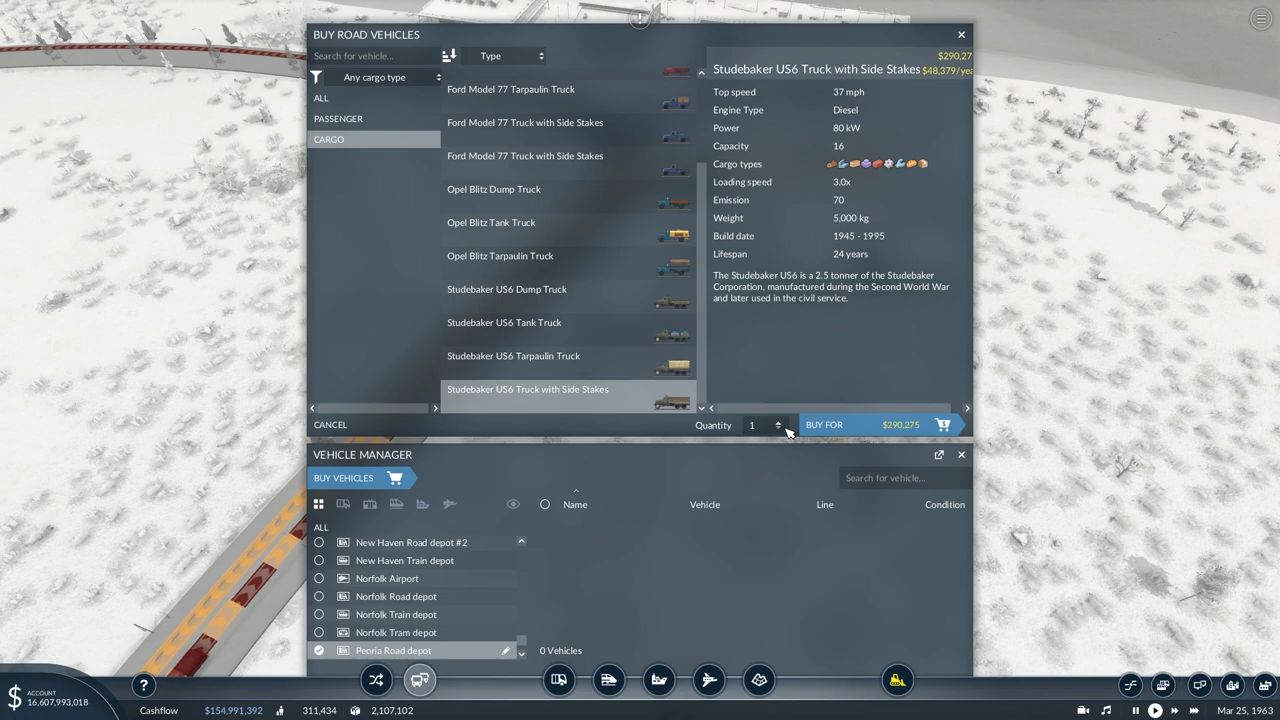 BUY ROAD VEHICLES
Search for vehicle...
Type
$290,27
Any cargo type
Studebaker US6 Truck with Side Stakes
$48,379/yea
ALL
PASSENGER
CARGO
Ford Model 77 Tarpaulin Truck
Ford Model 77 Truck with Side Stakes
Ford Model 77 Truck with Side Stakes
Opel Blitz Dump Truck
Opel Blitz Tank Truck
Opel Blitz Tarpaulin Truck
Studebaker US6 Dump Truck
Studebaker US6 Tank Truck
Studebaker US6 Tarpaulin Truck
Studebaker US6 Truck with Side Stakes
Top speed 37 mph
Engine Type Diesel
Power 80 kW
Capacity 16
Cargo types
Loading speed 3.0x
Emission 70
Weight 5,000 kg
Build date 1945 - 1995
Lifespan 24 years
The Studebaker US6 is a 2.5 tonner of the Studebaker
Corporation, manufactured during the Second World War
and later used in the civil service.
CANCEL
Quantity 1
BUY FOR $290,275
VEHICLE MANAGER
BUY VEHICLES
Search for vehicle...
Name Vehicle Line Condition
ALL
New Haven Road depot #2
New Haven Train depot
Norfolk Airport
Norfolk Road depot
Norfolk Train depot
Norfolk Tram depot
Peoria Road depot
0 Vehicles
$ ACCOUNT
16,607,993,018
?
Cashflow $154,991,392
311,434
2,107,102
Mar 25, 1963